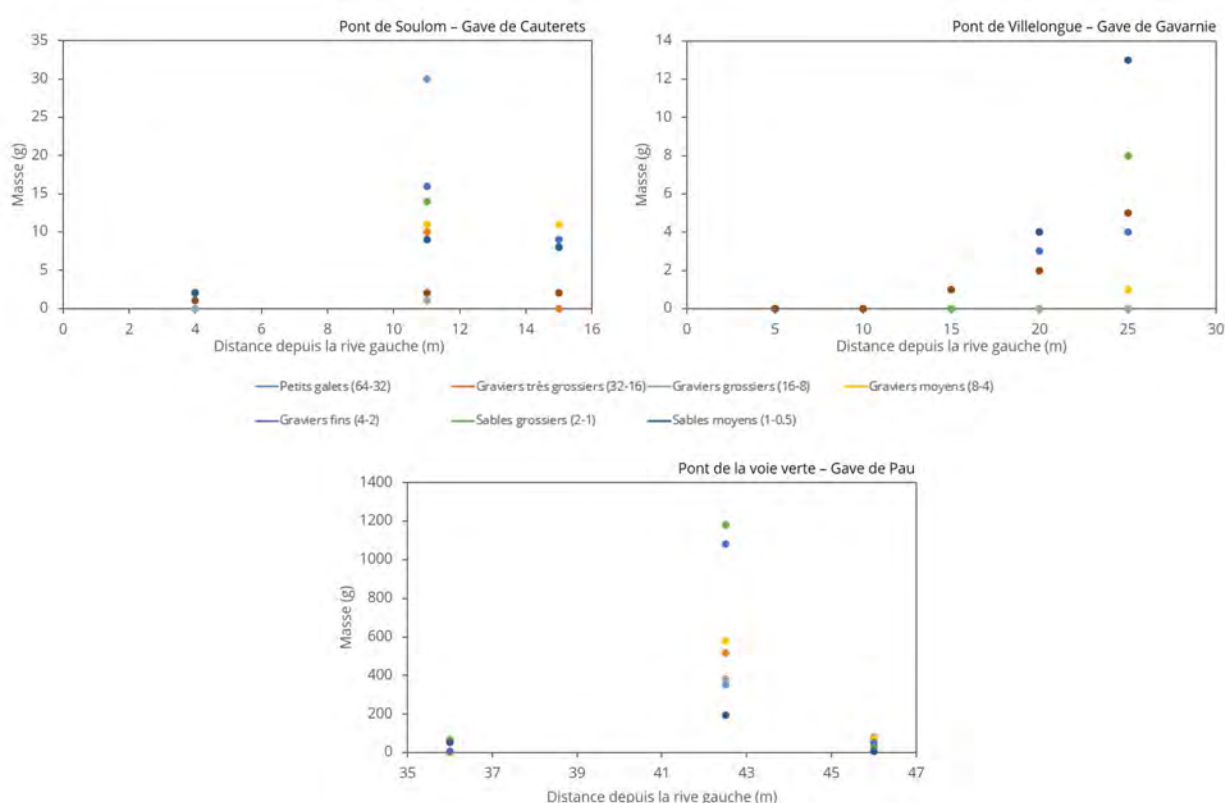 Pont de Soulom – Gave de Cauterets
35
30
25
20
15
10
5
0
Masse (g)
0 2 4 6 8 10 12 14 16
Distance depuis la rive gauche (m)
Pont de Villelongue – Gave de Gavarnie
14
12
10
8
6
4
2
0
Masse (g)
0 5 10 15 20 25 30
Distance depuis la rive gauche (m)
Petits galets (64-32) Graviers très grossiers (32-16) Graviers grossiers (16-8) Graviers moyens (8-4)
Graviers fins (4-2) Sables grossiers (2-1) Sables moyens (1-0.5)
Pont de la voie verte – Gave de Pau
1400
1200
1000
800
600
400
200
0
Masse (g)
35 37 39 41 43 45 47
Distance depuis la rive gauche (m)